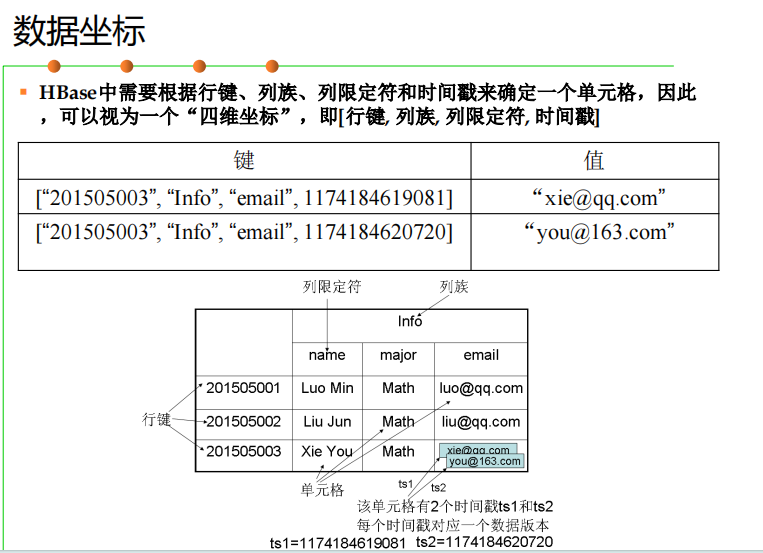 数据坐标
HBase中需要根据行键、列族、列限定符和时间戳来确定一个单元格，因此
，可以视为一个“四维坐标”，即[行键, 列族, 列限定符, 时间戳]
键 值
[“201505003”, “Info”, “email”, 1174184619081] “xie@qq.com”
[“201505003”, “Info”, “email”, 1174184620720] “you@163.com”
列限定符 列族
Info
name major email
201505001 Luo Min Math luo@qq.com
行键
201505002 Liu Jun Math liu@qq.com
201505003 Xie You Math xie@qq.com
you@163.com
单元格
ts1 ts2
该单元格有2个时间戳ts1和ts2
每个时间戳对应一个数据版本
ts1=1174184619081 ts2=1174184620720